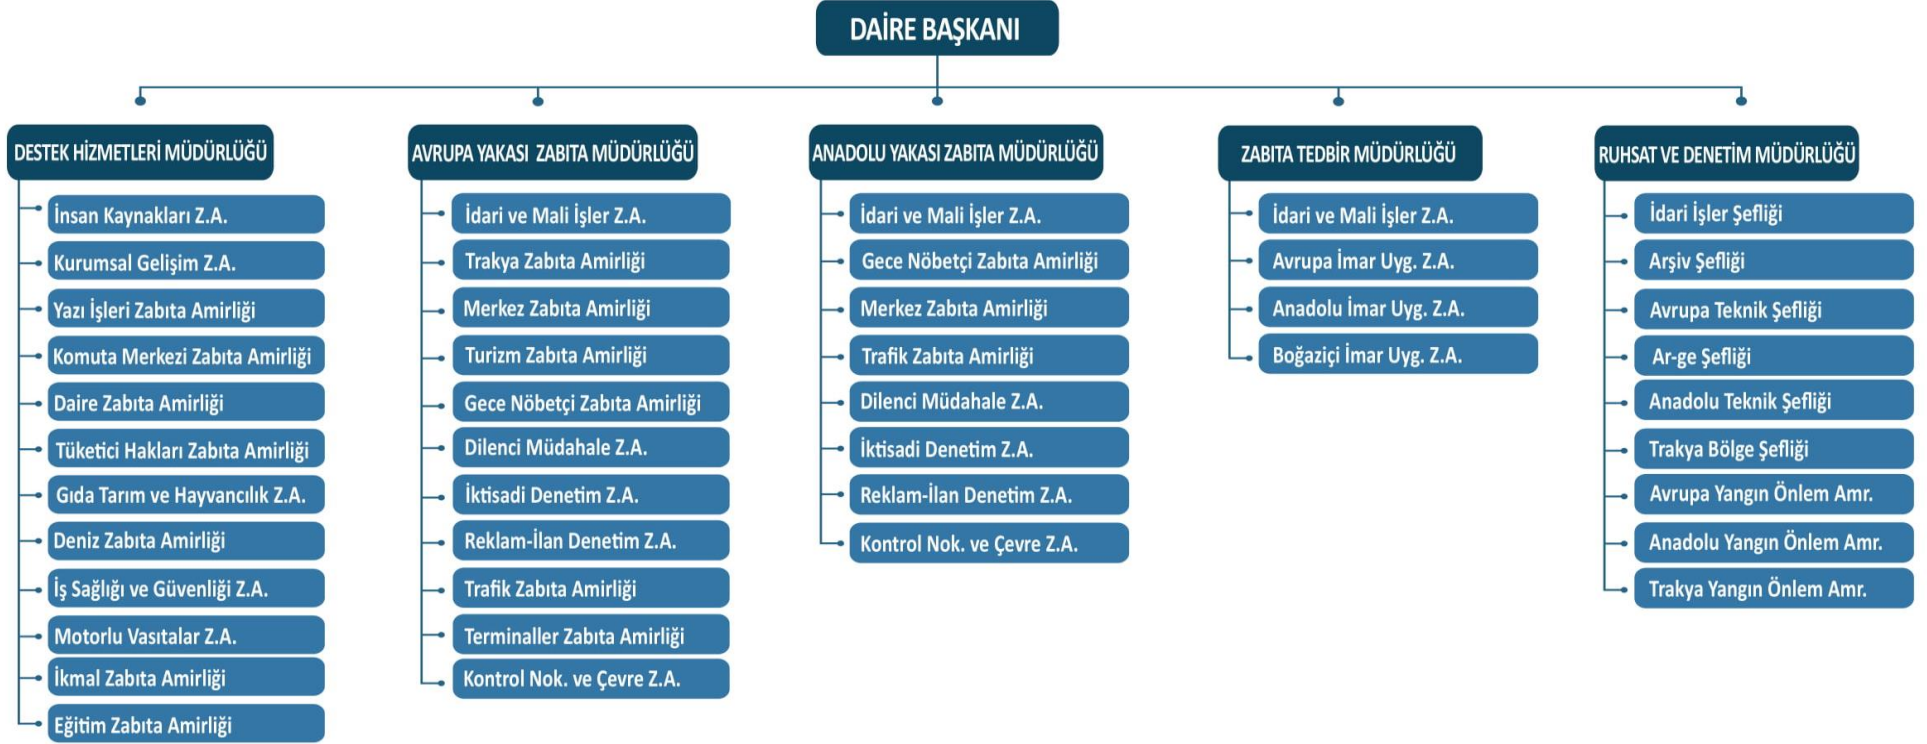 DAİRE BAŞKANI
DESTEK HİZMETLERİ MÜDÜRLÜĞÜ
İnsan Kaynakları Z.A.
Kurumsal Gelişim Z.A.
Yazı İşleri Zabıta Amirliği
Komuta Merkezi Zabıta Amirliği
Daire Zabıta Amirliği
Tüketici Hakları Zabıta Amirliği
Gıda Tarım ve Hayvancılık Z.A.
Deniz Zabıta Amirliği
İş Sağlığı ve Güvenliği Z.A.
Motorlu Vasıtalar Z.A.
İkmal Zabıta Amirliği
Eğitim Zabıta Amirliği
AVRUPA YAKASI ZABITA MÜDÜRLÜĞÜ
İdari ve Mali İşler Z.A.
Trakya Zabıta Amirliği
Merkez Zabıta Amirliği
Turizm Zabıta Amirliği
Gece Nöbetçi Zabıta Amirliği
Dilenci Müdahale Z.A.
İktisadi Denetim Z.A.
Reklam-İlan Denetim Z.A.
Trafik Zabıta Amirliği
Terminaller Zabıta Amirliği
Kontrol Nok. ve Çevre Z.A.
ANADOLU YAKASI ZABITA MÜDÜRLÜĞÜ
İdari ve Mali İşler Z.A.
Gece Nöbetçi Zabıta Amirliği
Merkez Zabıta Amirliği
Trafik Zabıta Amirliği
Dilenci Müdahale Z.A.
İktisadi Denetim Z.A.
Reklam-İlan Denetim Z.A.
Kontrol Nok. ve Çevre Z.A.
ZABITA TEDBİR MÜDÜRLÜĞÜ
İdari ve Mali İşler Z.A.
Avrupa İmar Uyg. Z.A.
Anadolu İmar Uyg. Z.A.
Boğaziçi İmar Uyg. Z.A.
RUHSAT VE DENETİM MÜDÜRLÜĞÜ
İdari İşler Şefliği
Arşiv Şefliği
Avrupa Teknik Şefliği
Ar-ge Şefliği
Anadolu Teknik Şefliği
Trakya Bölge Şefliği
Avrupa Yangın Önlem Amr.
Anadolu Yangın Önlem Amr.
Trakya Yangın Önlem Amr.